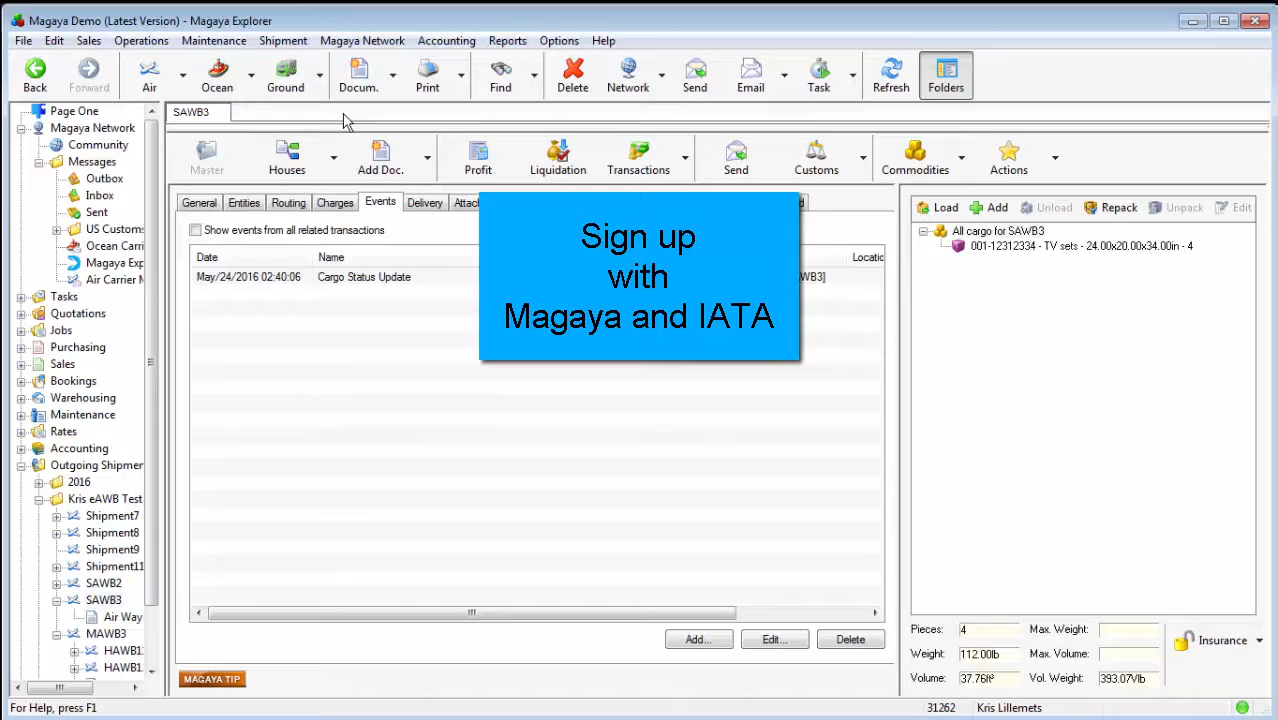 Magaya Demo (Latest Version) - Magaya Explorer
File Edit Sales Operations Maintenance Shipment Magaya Network Accounting Reports Options Help
Back Forward Air Ocean Ground Docum. Print Find Delete Network Send Email Task Refresh Folders
Page One
Magaya Network
Community
Messages
Outbox
Inbox
Sent
US Custom:
Ocean Carri
Magaya Exp
Air Carrier M
Tasks
Quotations
Jobs
Purchasing
Sales
Bookings
Warehousing
Maintenance
Rates
Accounting
Outgoing Shipmer
2016
Kris eAWB Test
Shipment7
Shipment8
Shipment9
Shipment11
SAWB2
SAWB3
Air Way
MAWB3
HAWB1
HAWB1
SAWB3
Master Houses Add Doc. Profit Liquidation Transactions Send Customs Commodities Actions
General Entities Routing Charges Events Delivery Attac
Show events from all related transactions
Date Name Locatic
May/24/2016 02:40:06 Cargo Status Update WB3]
Sign up
with
Magaya and IATA
Add... Edit... Delete
MAGAYA TIP
Load Add Unload Repack Unpack Edit
All cargo for SAWB3
001-12312334 - TV sets - 24.00x20.00x34.00in - 4
Pieces: 4 Max. Weight:
Weight: 112.00lb Max. Volume:
Volume: 37.76ft³ Vol. Weight: 393.07Vlb
Insurance
For Help, press F1 31262 Kris Lillemets